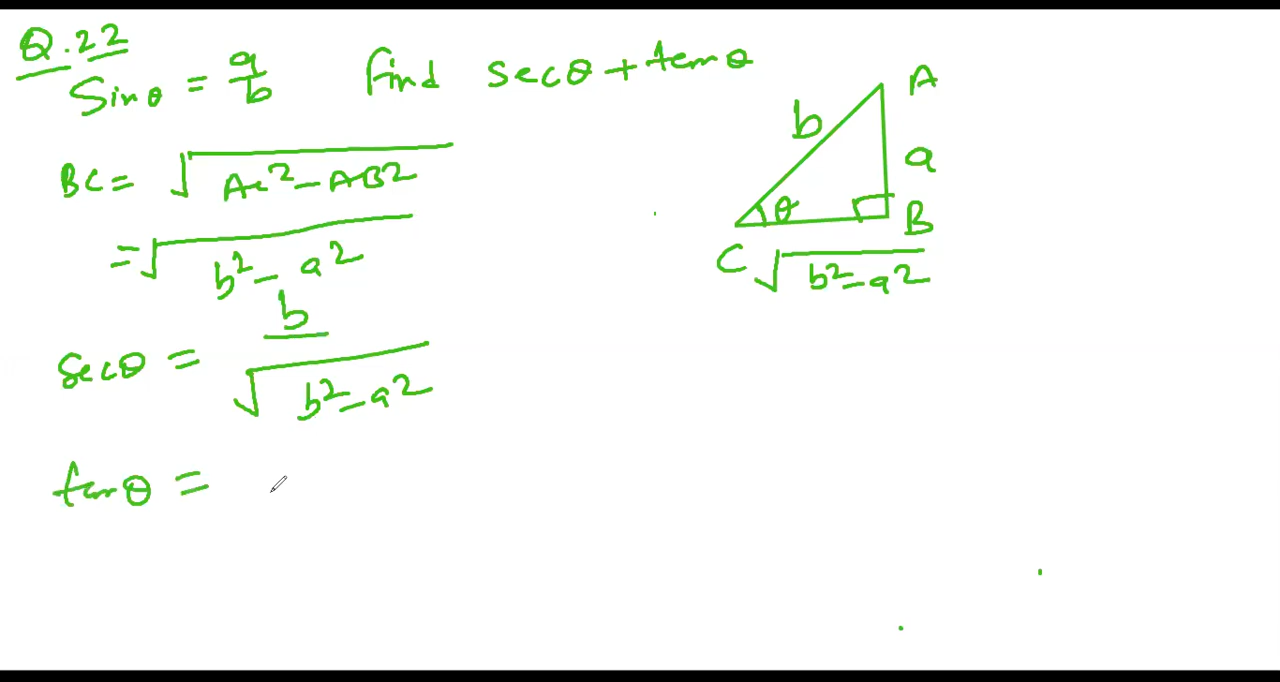 Q.22
Sinθ = a/b find secθ + tanθ
BC = √(AC² - AB²)
= √(b² - a²)
secθ = b/√(b² - a²)
tanθ =
A
b
a
θ
B
C √(b² - a²)